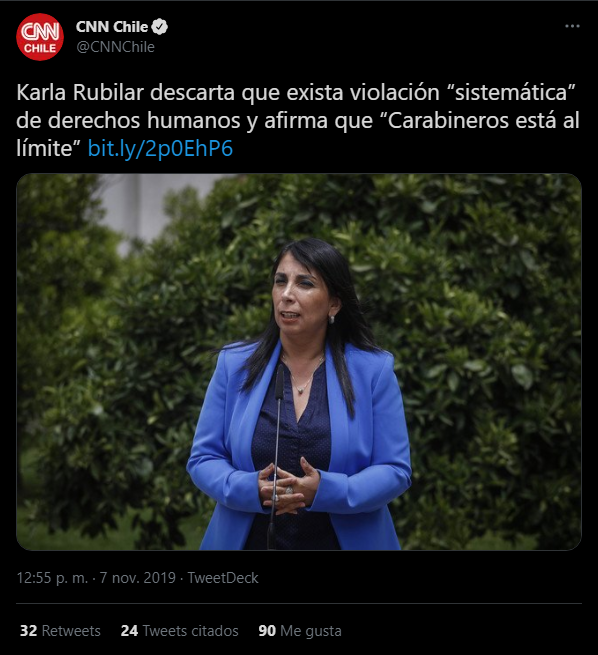 CNN
CHILE
CNN Chile
@CNNChile
Karla Rubilar descarta que exista violación “sistemática”
de derechos humanos y afirma que “Carabineros está al
límite” bit.ly/2p0EhP6
12:55 p. m. · 7 nov. 2019 · TweetDeck
32 Retweets 24 Tweets citados 90 Me gusta